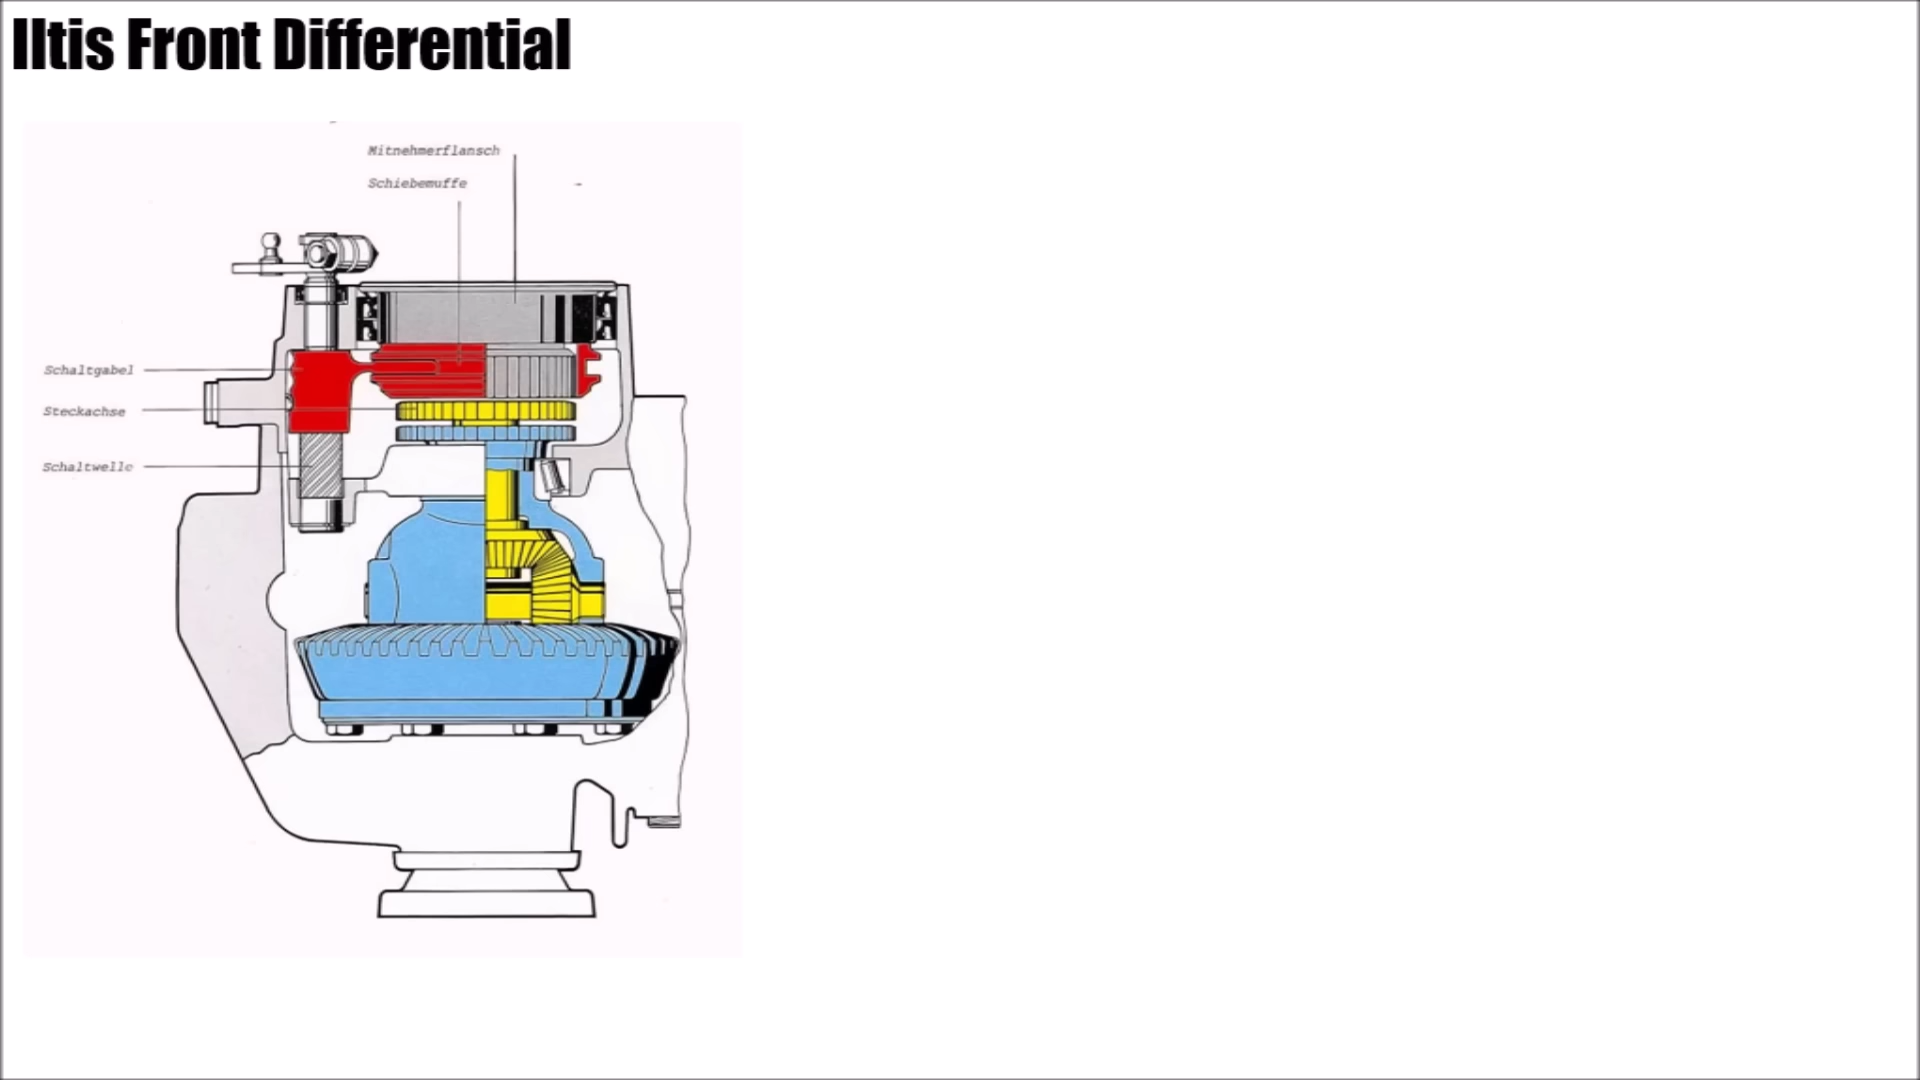 Iltis Front Differential
Mitnehmerflansch
Schiebemuffe
Schaltgabel
Steckachse
Schaltwelle